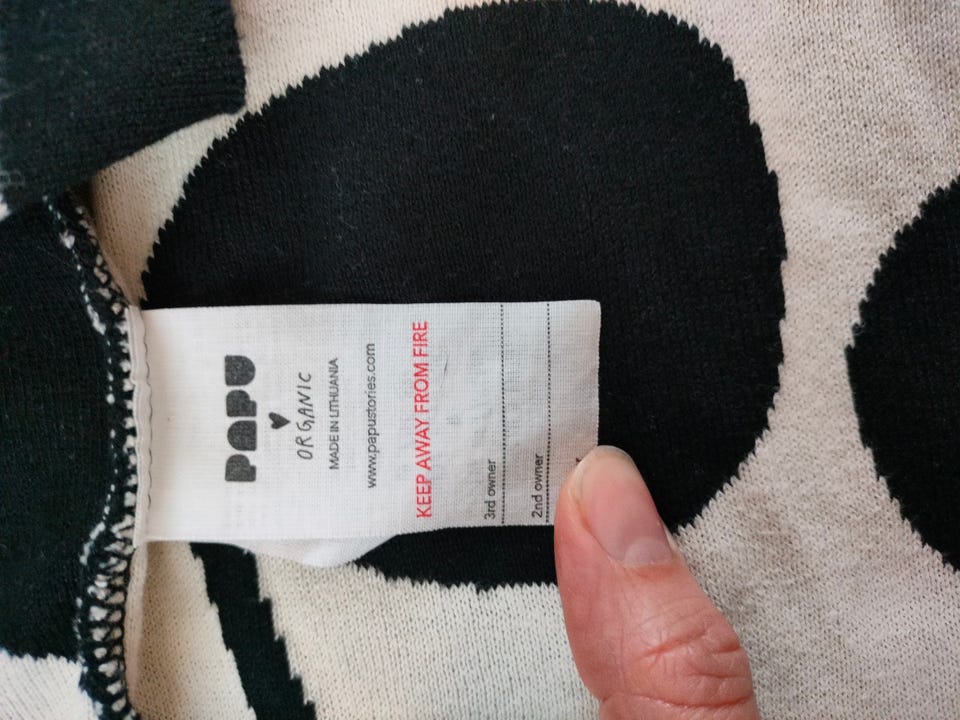 PAPU
ORGANIC
MADE IN LITHUANIA
www.papustories.com
KEEP AWAY FROM FIRE
3rd owner
2nd owner